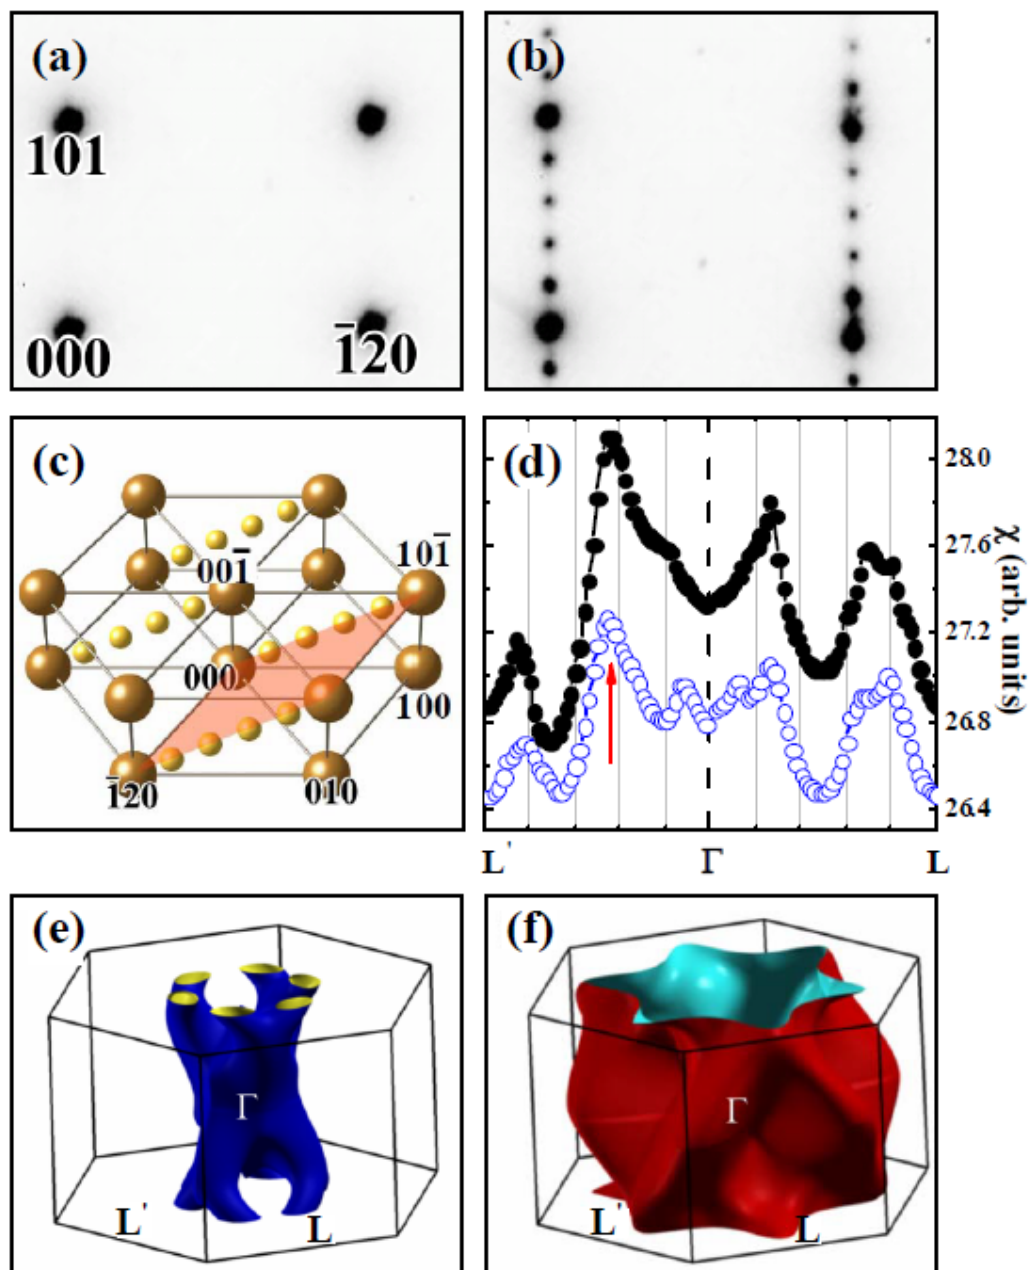 (a)
101
000
1̅20
(b)
(c)
001̅
101̅
000
100
1̅20
010
(d)
28.0
27.6
27.2
26.8
26.4
χ (arb. units)
L'
Γ
L
(e)
Γ
L'
L
(f)
Γ
L'
L